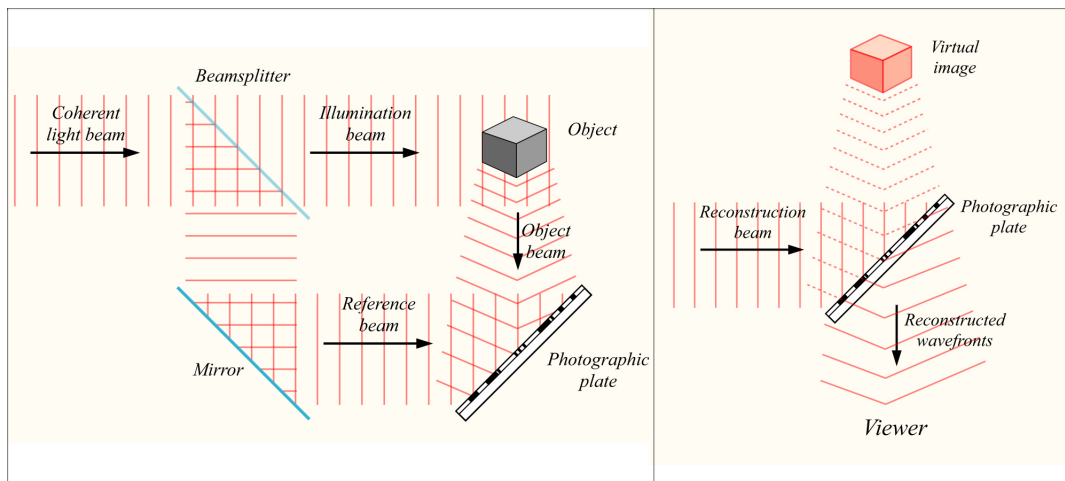 Beamsplitter
Coherent
light beam
Illumination
beam
Object
Object
beam
Reference
beam
Mirror
Photographic
plate
Virtual
image
Reconstruction
beam
Photographic
plate
Reconstructed
wavefronts
Viewer